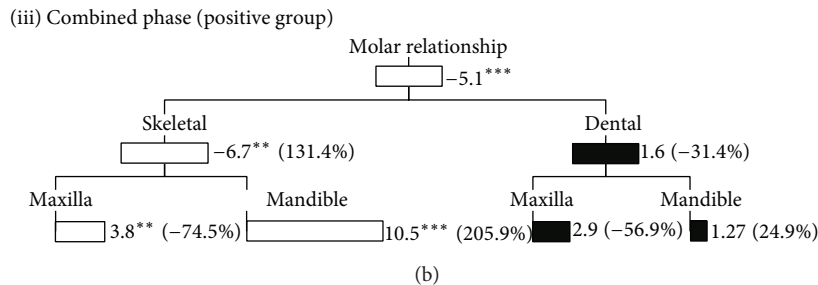 (iii) Combined phase (positive group)
Molar relationship
−5.1***
Skeletal
Dental
−6.7** (131.4%)
1.6 (−31.4%)
Maxilla
Mandible
Maxilla
Mandible
3.8** (−74.5%)
10.5*** (205.9%)
2.9 (−56.9%)
1.27 (24.9%)
(b)